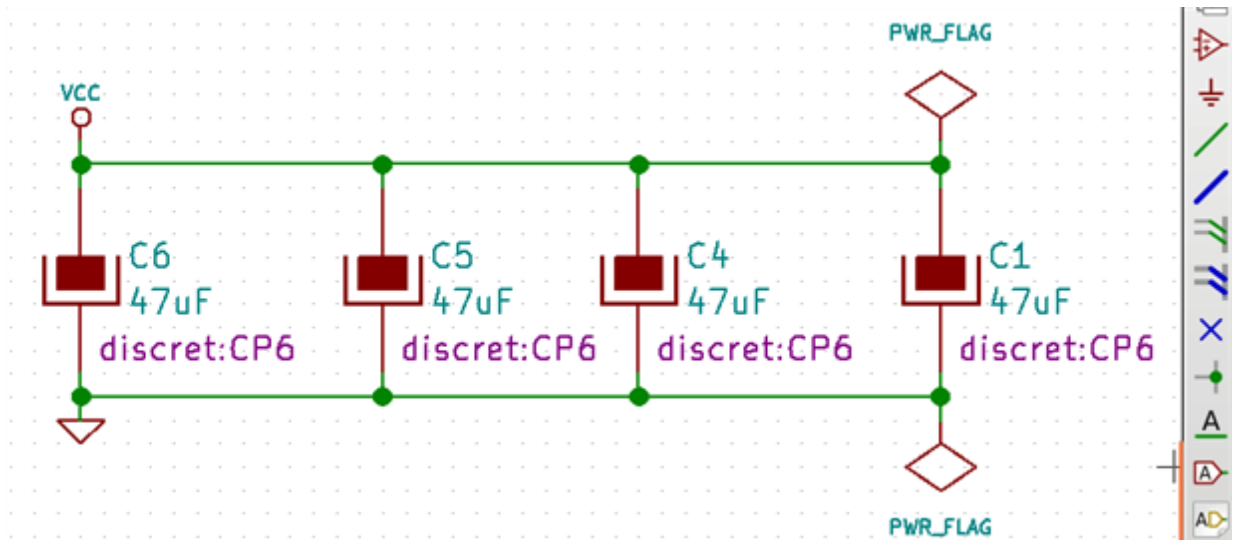 PWR_FLAG
VCC
C6
47uF
discret:CP6
C5
47uF
discret:CP6
C4
47uF
discret:CP6
C1
47uF
discret:CP6
PWR_FLAG
A
A
AD